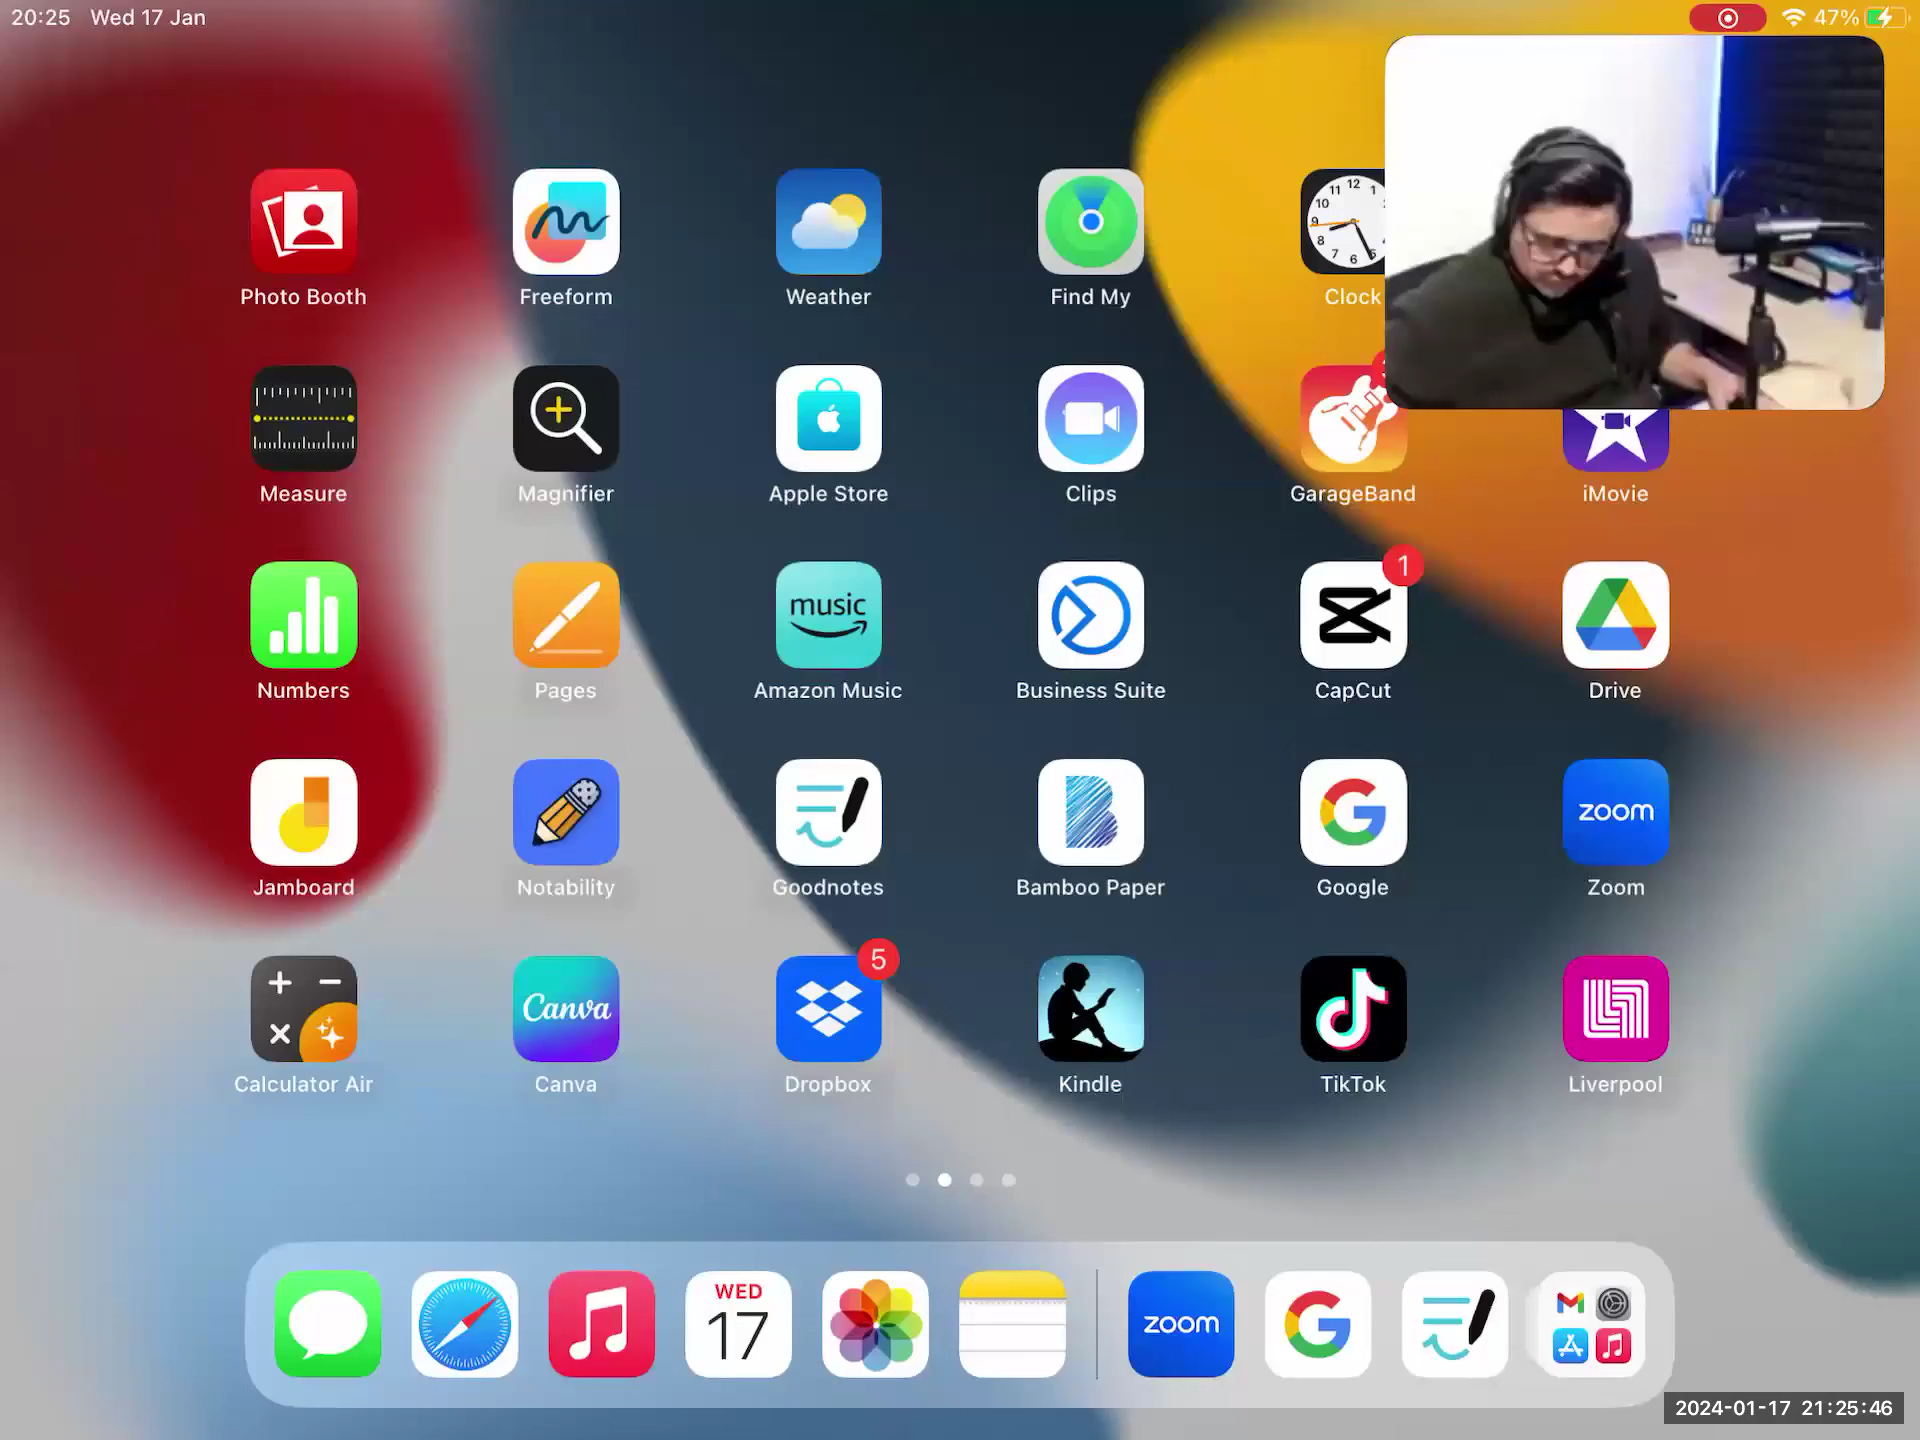 20:25 Wed 17 Jan
47%
Photo Booth
Freeform
Weather
Find My
Clock
Measure
Magnifier
Apple Store
Clips
GarageBand
iMovie
music
1
Numbers
Pages
Amazon Music
Business Suite
CapCut
Drive
zoom
Jamboard
Notability
Goodnotes
Bamboo Paper
Google
Zoom
Canva
5
Calculator Air
Canva
Dropbox
Kindle
TikTok
Liverpool
WED
17
zoom
2024-01-17 21:25:46